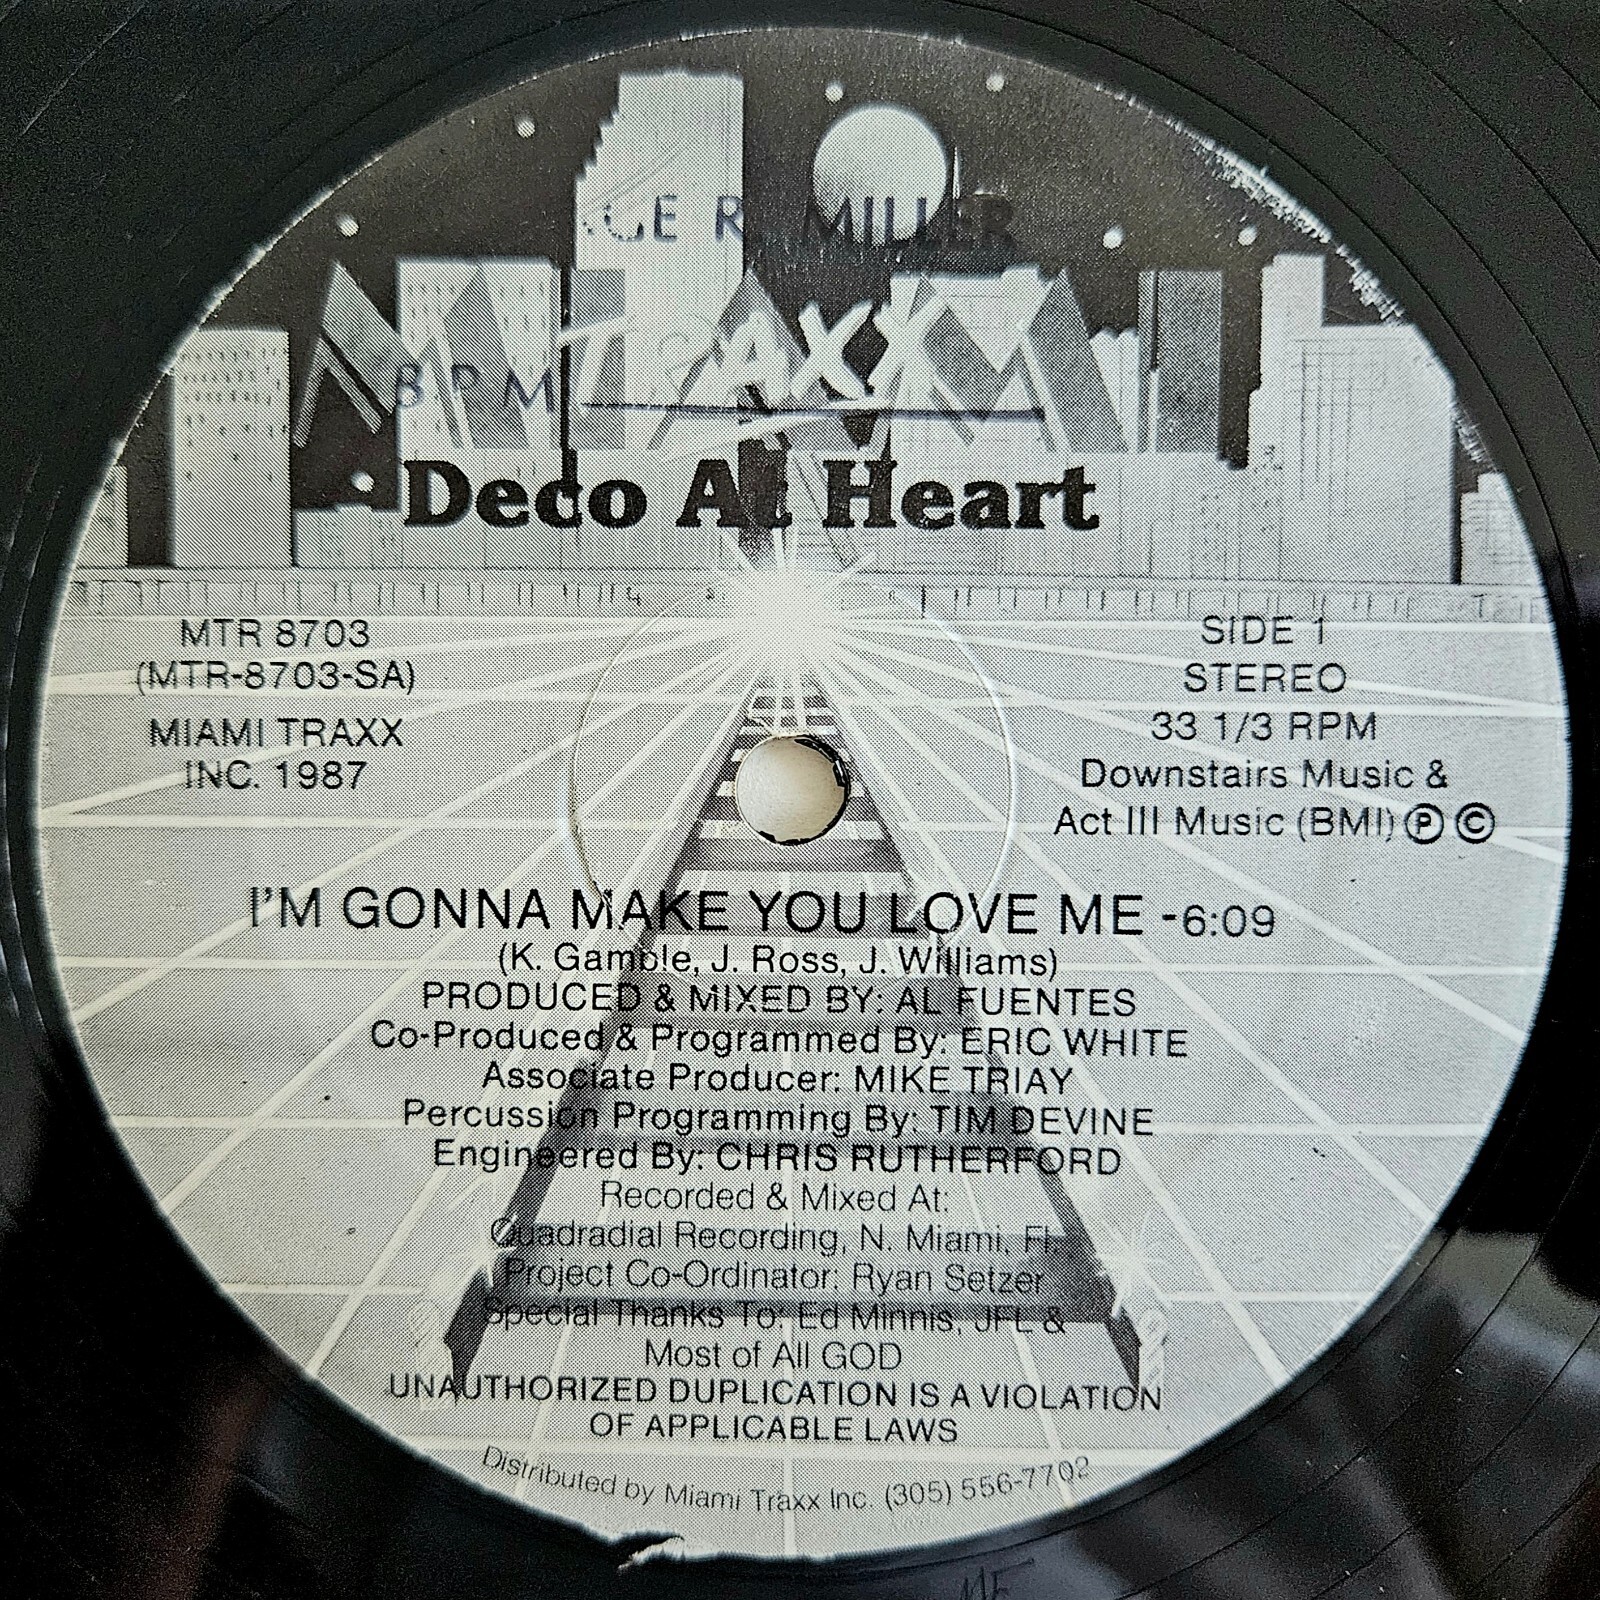 R. MILLER
MIAMI
TRAXX
B.P.M.
Deco At Heart
MTR 8703
(MTR-8703-SA)
MIAMI TRAXX
INC. 1987
SIDE 1
STEREO
33 1/3 RPM
Downstairs Music &
Act III Music (BMI) Ⓟ ©
I'M GONNA MAKE YOU LOVE ME -6:09
(K. Gamble, J. Ross, J. Williams)
PRODUCED & MIXED BY: AL FUENTES
Co-Produced & Programmed By: ERIC WHITE
Associate Producer: MIKE TRIAY
Percussion Programming By: TIM DEVINE
Engineered By: CHRIS RUTHERFORD
Recorded & Mixed At:
Quadradial Recording, N. Miami, Fl.
Project Co-Ordinator: Ryan Setzer
Special Thanks To: Ed Minnis, JFL &
Most of All GOD
UNAUTHORIZED DUPLICATION IS A VIOLATION
OF APPLICABLE LAWS
Distributed by Miami Traxx Inc. (305) 556-7702